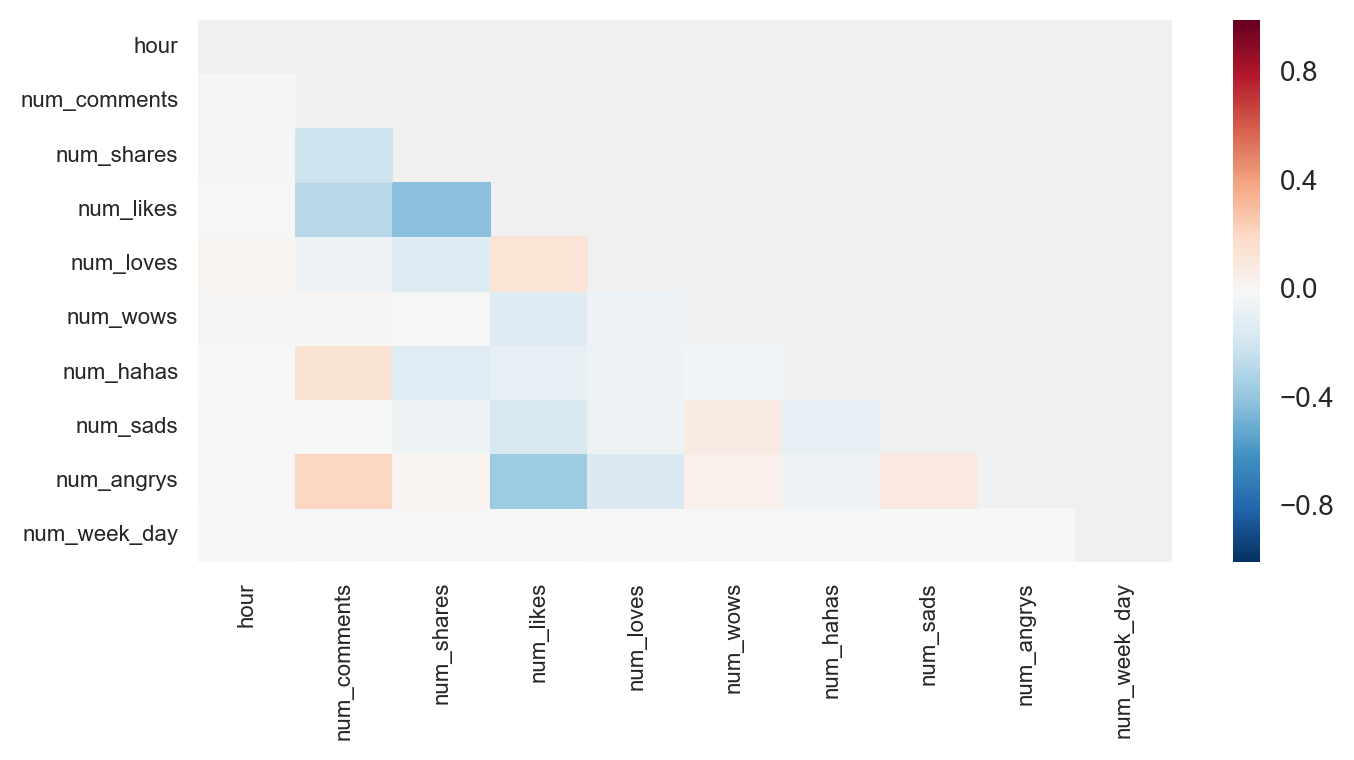 hour
num_comments
num_shares
num_likes
num_loves
num_wows
num_hahas
num_sads
num_angrys
num_week_day
hour
num_comments
num_shares
num_likes
num_loves
num_wows
num_hahas
num_sads
num_angrys
num_week_day
0.8
0.4
0.0
−0.4
−0.8